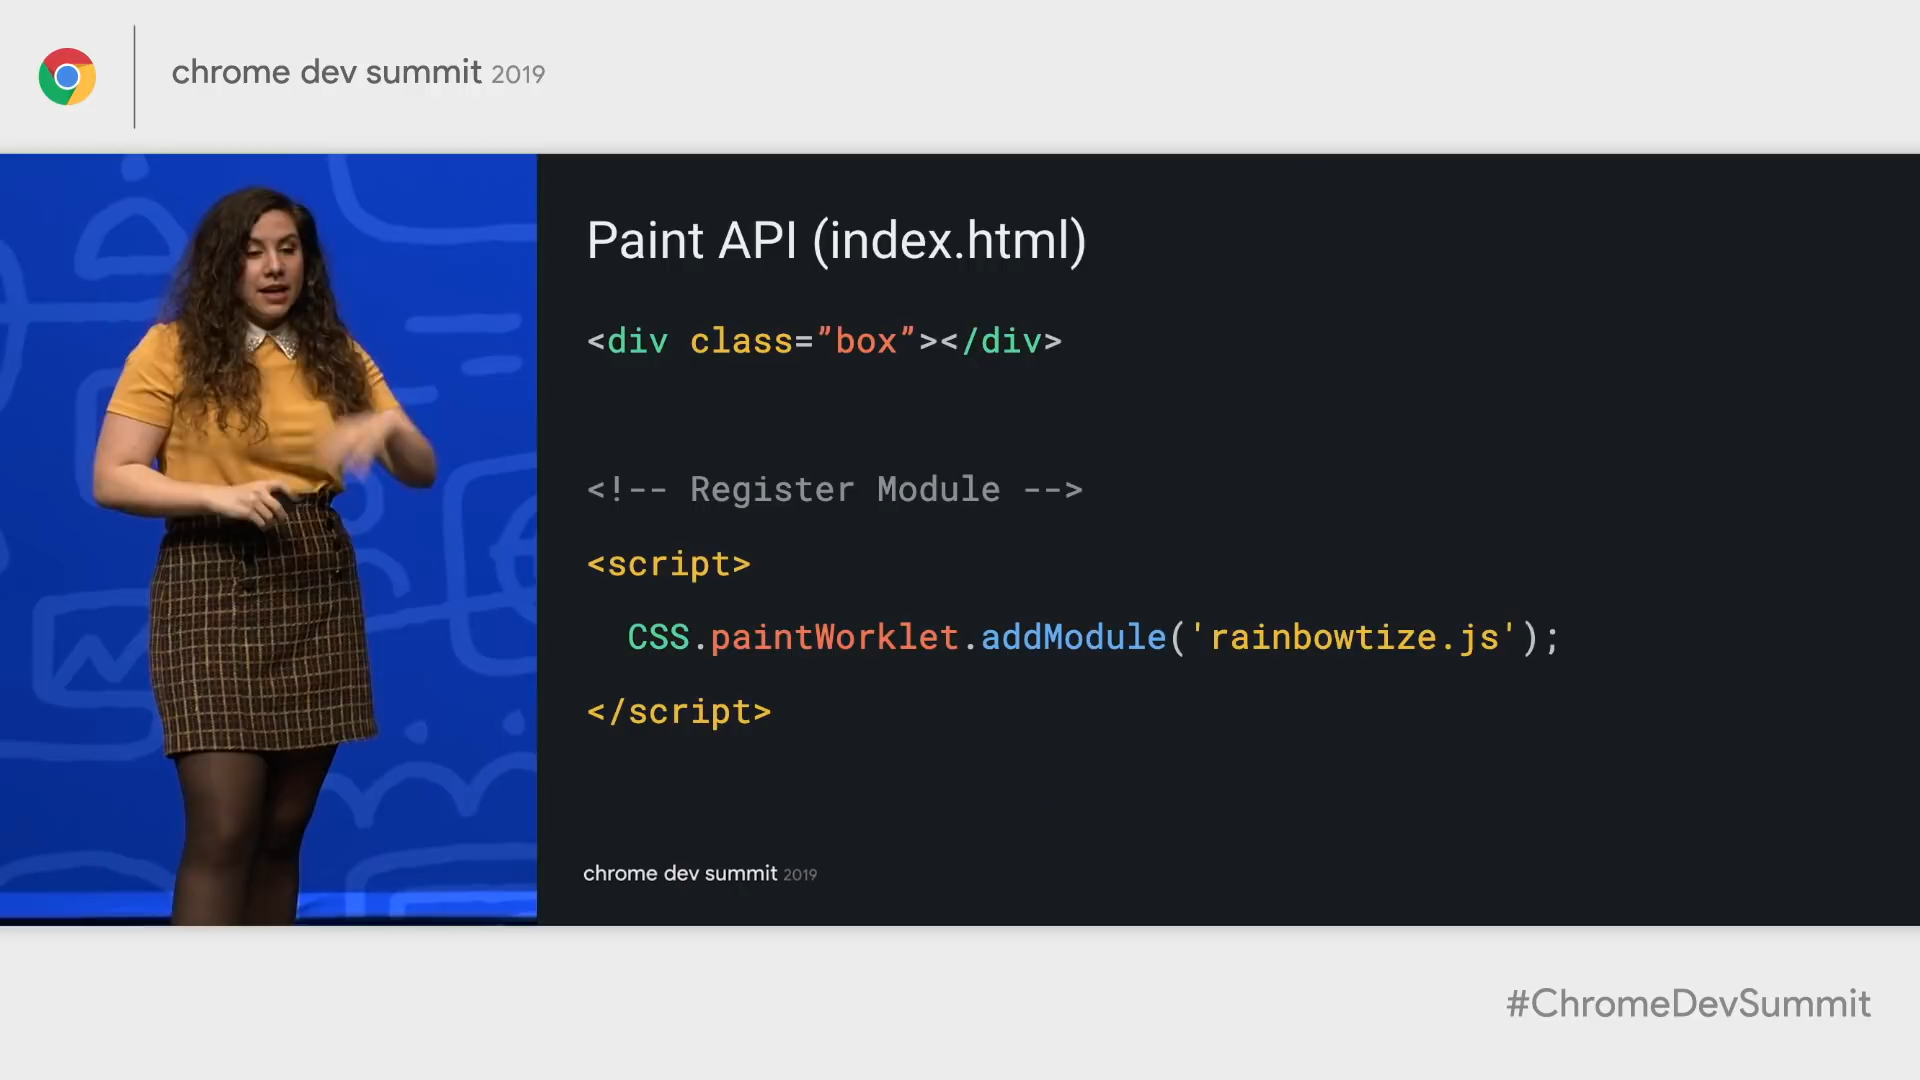 chrome dev summit 2019
Paint API (index.html)
<div class=”box”></div>
<!-- Register Module -->
<script>
CSS.paintWorklet.addModule('rainbowtize.js');
</script>
chrome dev summit 2019
#ChromeDevSummit